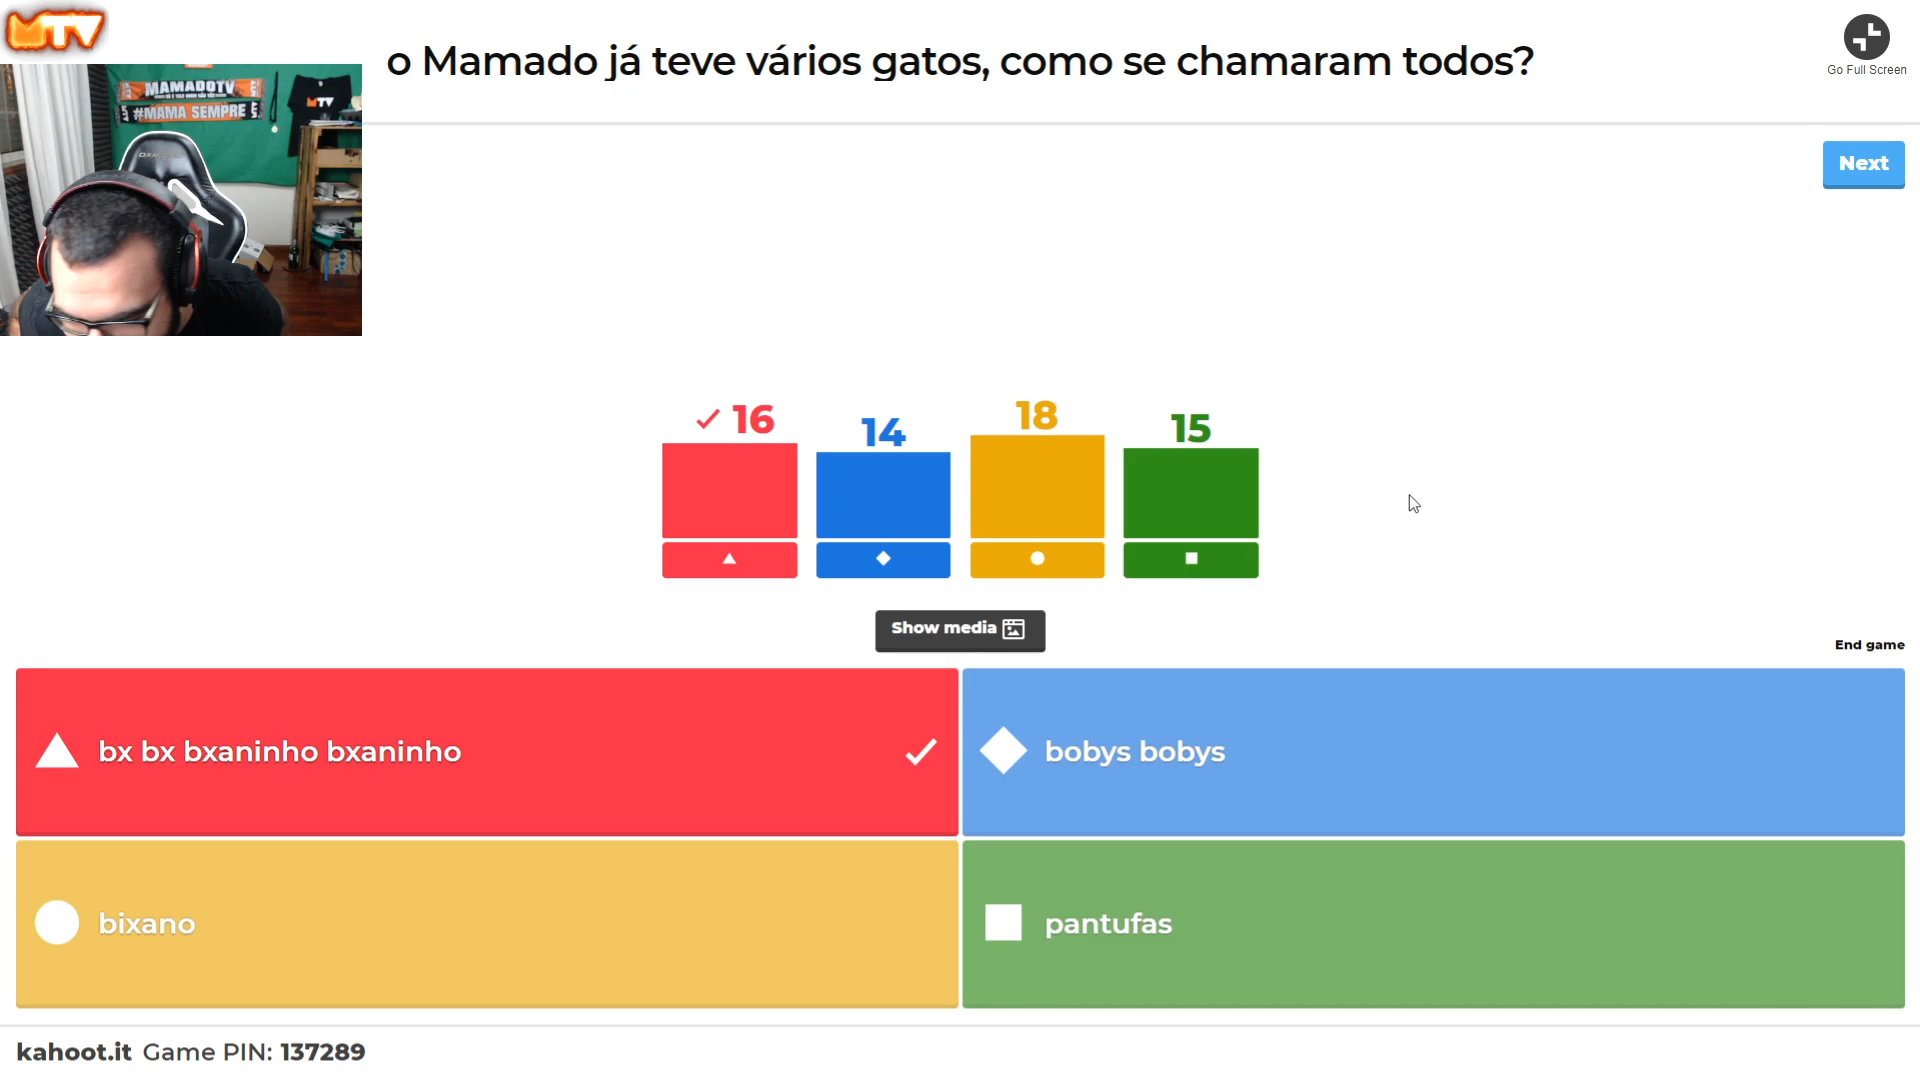 MTV
o Mamado já teve vários gatos, como se chamaram todos?
Go Full Screen
MAMADOTV
#MAMA SEMPRE
MTV
Next
16
14
18
15
Show media
End game
bx bx bxaninho bxaninho
bobys bobys
bixano
pantufas
kahoot.it Game PIN: 137289